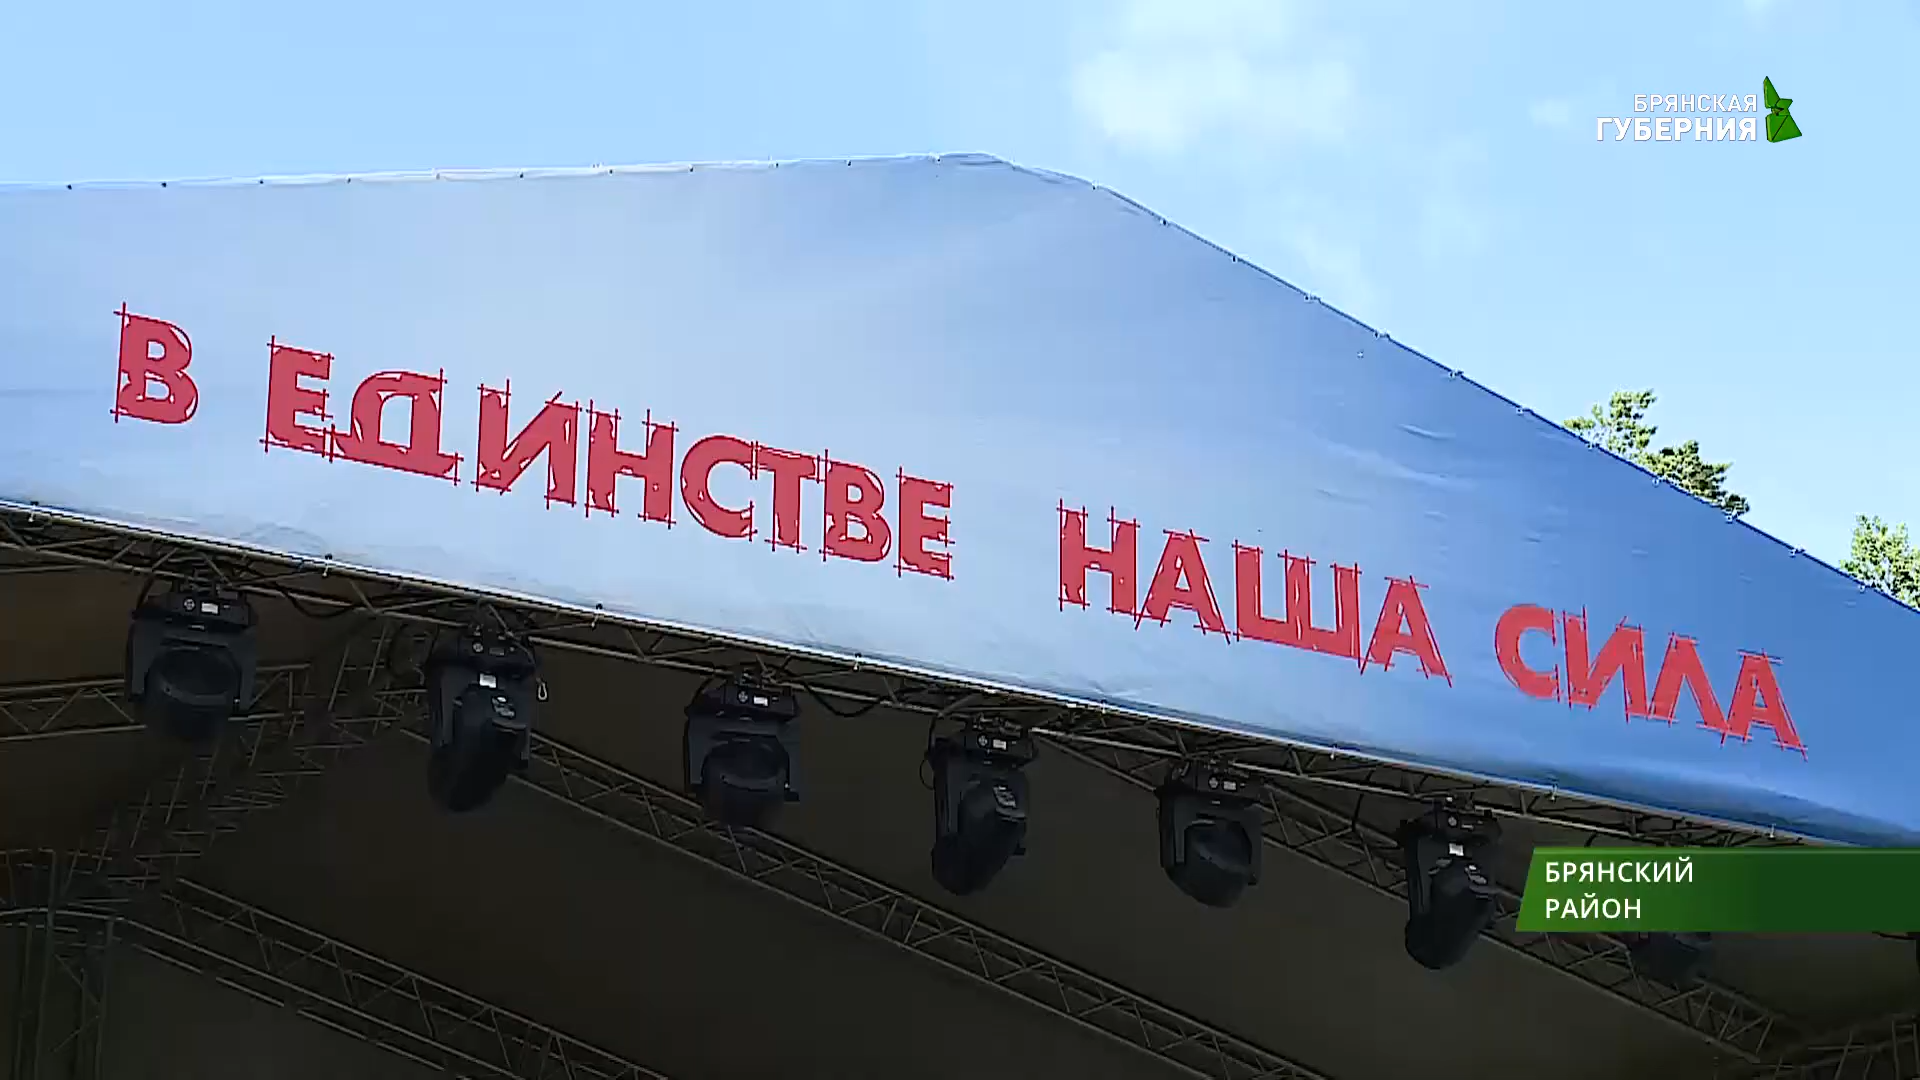 БРЯНСКАЯ
ГУБЕРНИЯ
В ЕДИНСТВЕ НАША СИЛА
БРЯНСКИЙ
РАЙОН